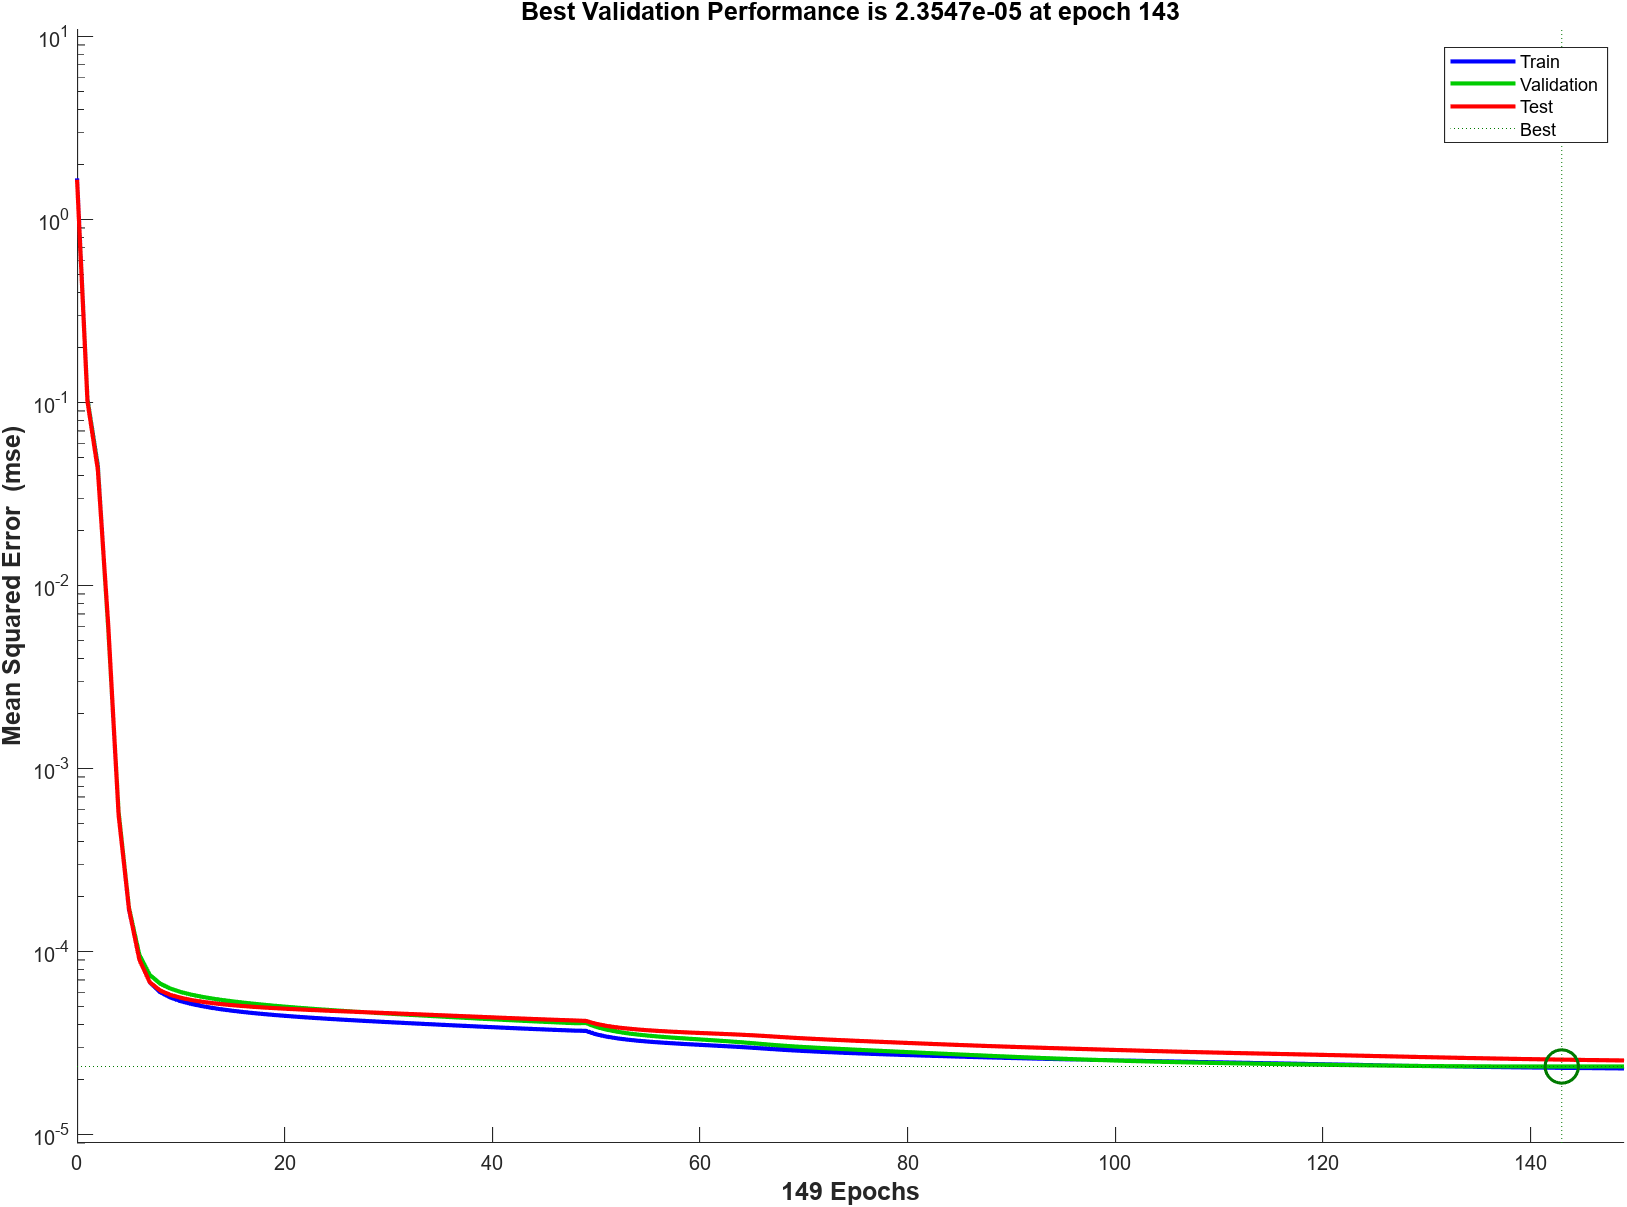 Best Validation Performance is 2.3547e-05 at epoch 143
Mean Squared Error (mse)
10^1
10^0
10^-1
10^-2
10^-3
10^-4
10^-5
Train
Validation
Test
Best
0 20 40 60 80 100 120 140
149 Epochs